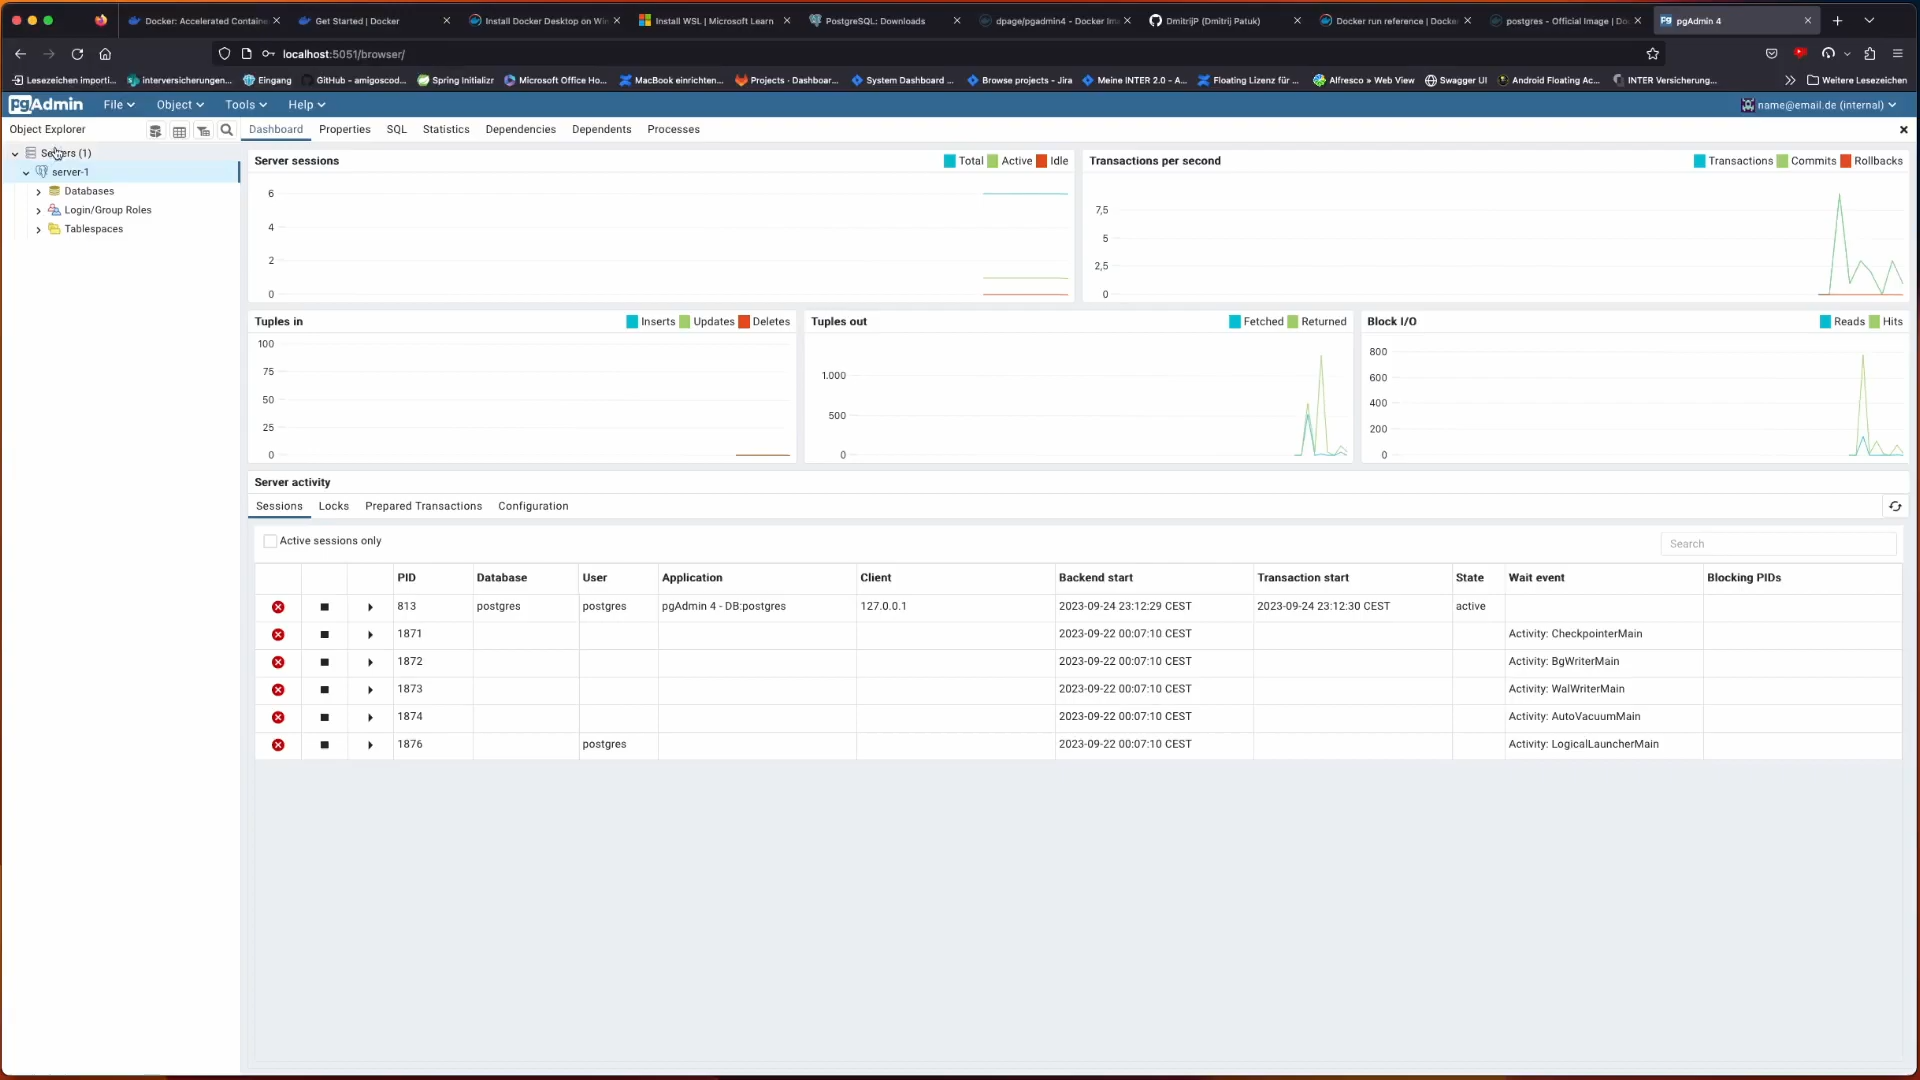 Docker: Accelerated Containe
Get Started | Docker
Install Docker Desktop on Win
Install WSL | Microsoft Learn
PostgreSQL: Downloads
dpage/pgadmin4 - Docker Im
DmitrijP (Dmitrij Patuk)
Docker run reference | Docke
postgres - Official Image | Do
pgAdmin 4
localhost:5051/browser/
Lesezeichen importi...
interversicherungen...
Eingang
GitHub – amigoscod...
Spring Initializr
Microsoft Office Ho...
MacBook einrichten...
Projects · Dashboar...
System Dashboard ...
Browse projects - Jira
Meine INTER 2.0 - A...
Floating Lizenz für ...
Alfresco » Web View
Swagger UI
Android Floating Ac...
INTER Versicherung...
Weitere Lesezeichen
pgAdmin
File
Object
Tools
Help
name@email.de (internal)
Object Explorer
Dashboard
Properties
SQL
Statistics
Dependencies
Dependents
Processes
Servers (1)
server-1
Databases
Login/Group Roles
Tablespaces
Server sessions
Total
Active
Idle
6
4
2
0
Transactions per second
Transactions
Commits
Rollbacks
7,5
5
2,5
0
Tuples in
Inserts
Updates
Deletes
100
75
50
25
0
Tuples out
Fetched
Returned
1.000
500
0
Block I/O
Reads
Hits
800
600
400
200
0
Server activity
Sessions
Locks
Prepared Transactions
Configuration
Active sessions only
Search
PID Database User Application Client Backend start Transaction start State Wait event Blocking PIDs
813 postgres postgres pgAdmin 4 - DB:postgres 127.0.0.1 2023-09-24 23:12:29 CEST 2023-09-24 23:12:30 CEST active
1871 2023-09-22 00:07:10 CEST Activity: CheckpointerMain
1872 2023-09-22 00:07:10 CEST Activity: BgWriterMain
1873 2023-09-22 00:07:10 CEST Activity: WalWriterMain
1874 2023-09-22 00:07:10 CEST Activity: AutoVacuumMain
1876 postgres 2023-09-22 00:07:10 CEST Activity: LogicalLauncherMain